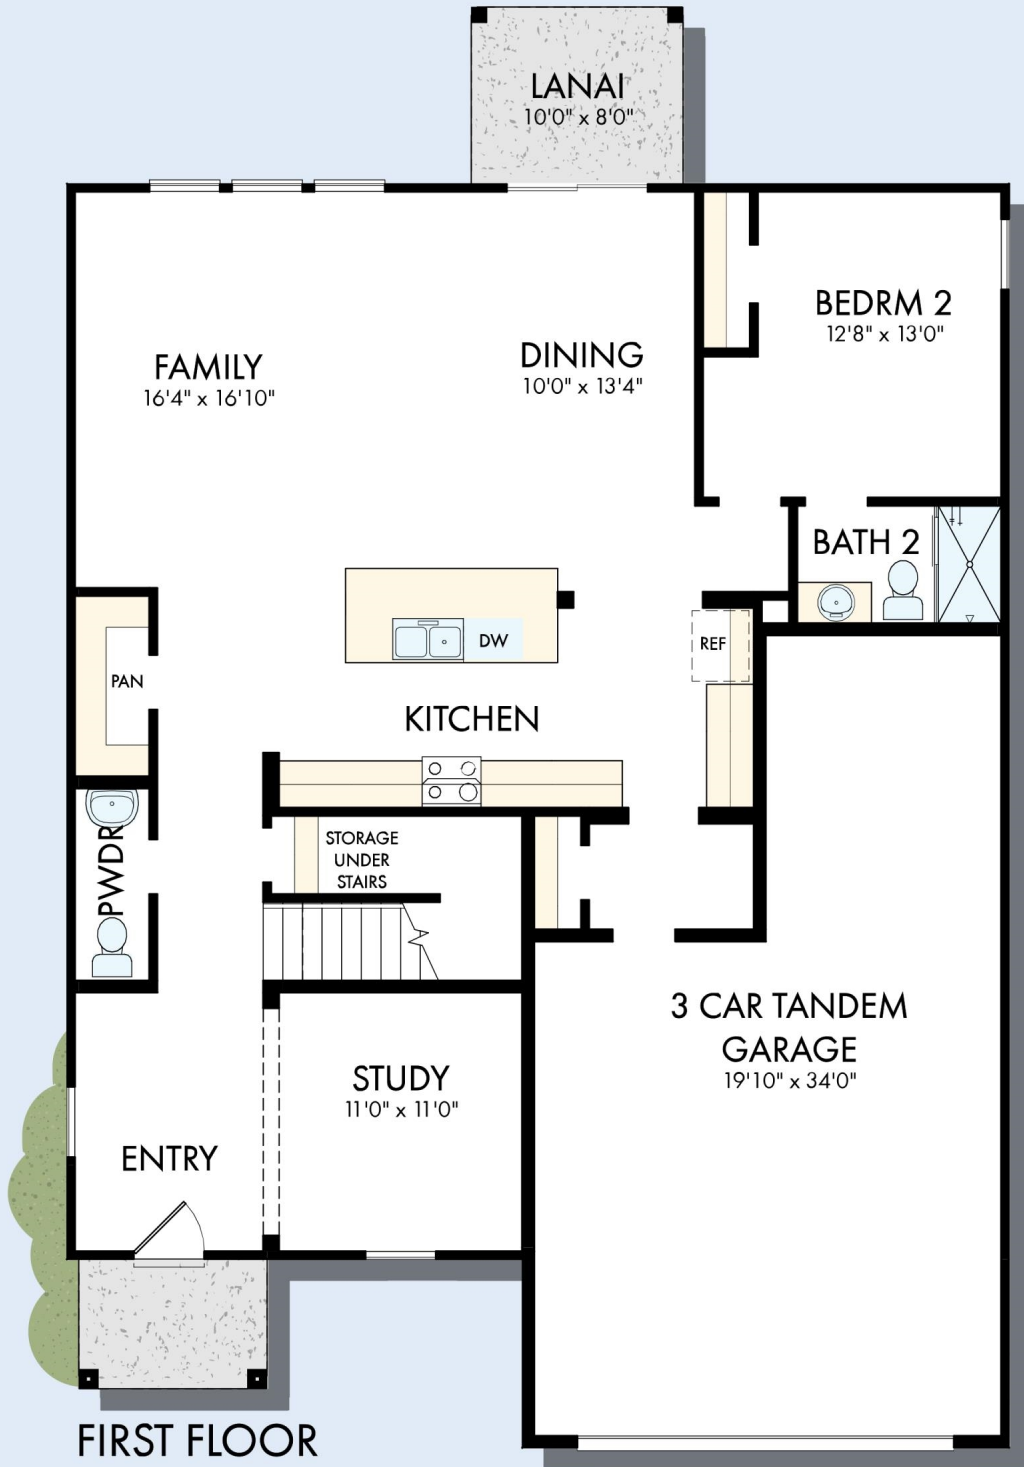 LANAI
10'0" x 8'0"
BEDRM 2
12'8" x 13'0"
FAMILY
16'4" x 16'10"
DINING
10'0" x 13'4"
BATH 2
DW
REF
PAN
KITCHEN
PWDR
STORAGE
UNDER
STAIRS
3 CAR TANDEM
GARAGE
19'10" x 34'0"
STUDY
11'0" x 11'0"
ENTRY
FIRST FLOOR